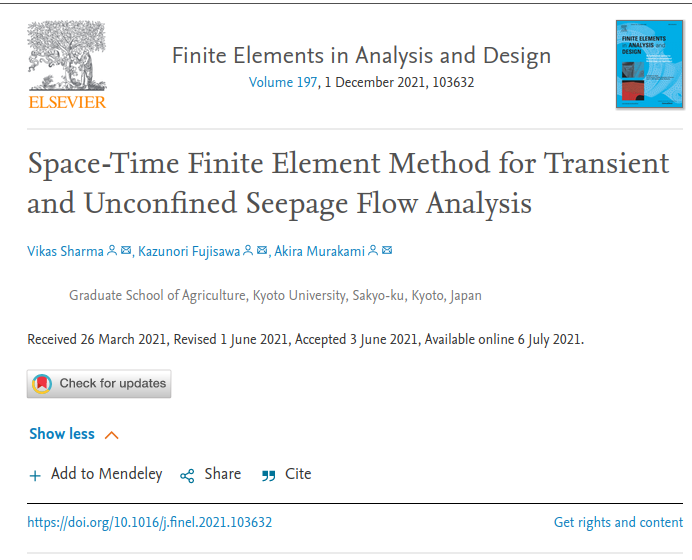 Finite Elements in Analysis and Design
Volume 197, 1 December 2021, 103632
ELSEVIER
FINITE ELEMENTS
in ANALYSIS and
DESIGN
Space-Time Finite Element Method for Transient
and Unconfined Seepage Flow Analysis
Vikas Sharma, Kazunori Fujisawa, Akira Murakami
Graduate School of Agriculture, Kyoto University, Sakyo-ku, Kyoto, Japan
Received 26 March 2021, Revised 1 June 2021, Accepted 3 June 2021, Available online 6 July 2021.
Check for updates
Show less
Add to Mendeley Share Cite
https://doi.org/10.1016/j.finel.2021.103632 Get rights and content